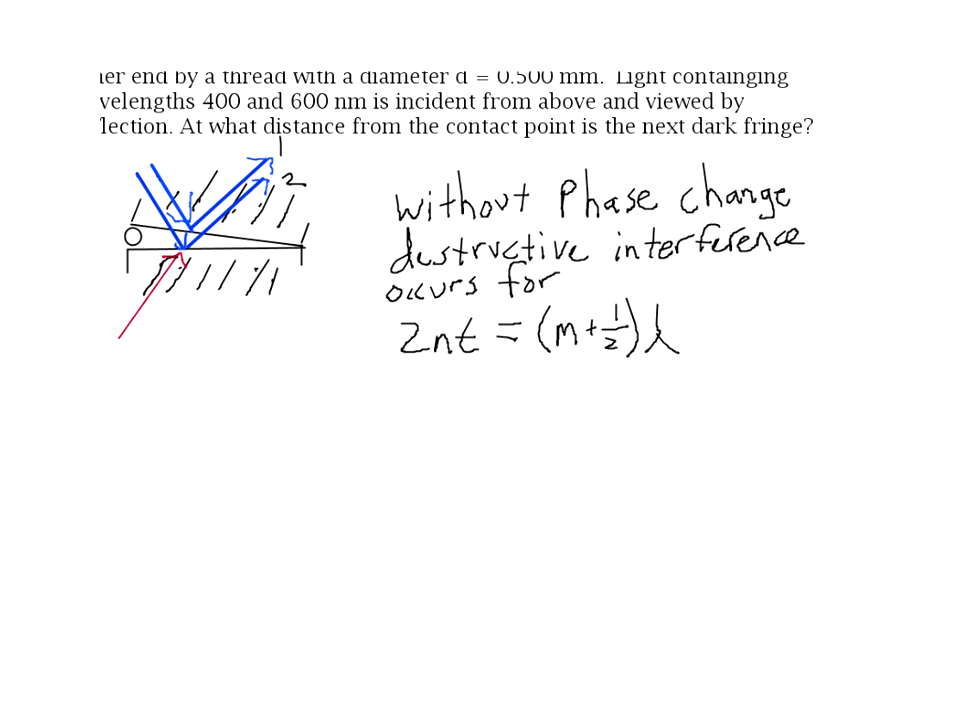 ier end by a thread with a diameter d = 0.500 mm. Light containging
velengths 400 and 600 nm is incident from above and viewed by
lection. At what distance from the contact point is the next dark fringe?
1
2
without Phase change
destructive interference
occurs for
2nt = (m+½)λ